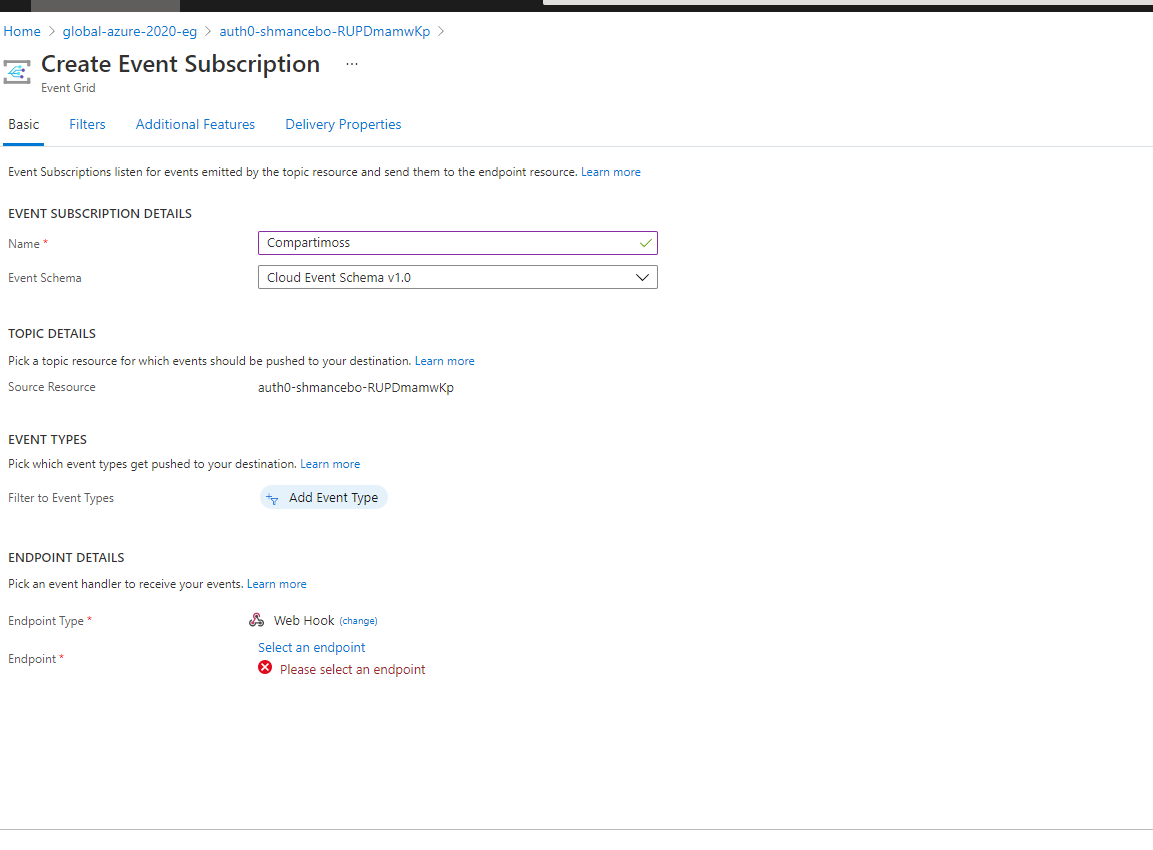 Home > global-azure-2020-eg > auth0-shmancebo-RUPDmamwKp >
Create Event Subscription ...
Event Grid
Basic Filters Additional Features Delivery Properties
Event Subscriptions listen for events emitted by the topic resource and send them to the endpoint resource. Learn more
EVENT SUBSCRIPTION DETAILS
Name * Compartimoss
Event Schema Cloud Event Schema v1.0
TOPIC DETAILS
Pick a topic resource for which events should be pushed to your destination. Learn more
Source Resource auth0-shmancebo-RUPDmamwKp
EVENT TYPES
Pick which event types get pushed to your destination. Learn more
Filter to Event Types Add Event Type
ENDPOINT DETAILS
Pick an event handler to receive your events. Learn more
Endpoint Type * Web Hook (change)
Endpoint * Select an endpoint
Please select an endpoint